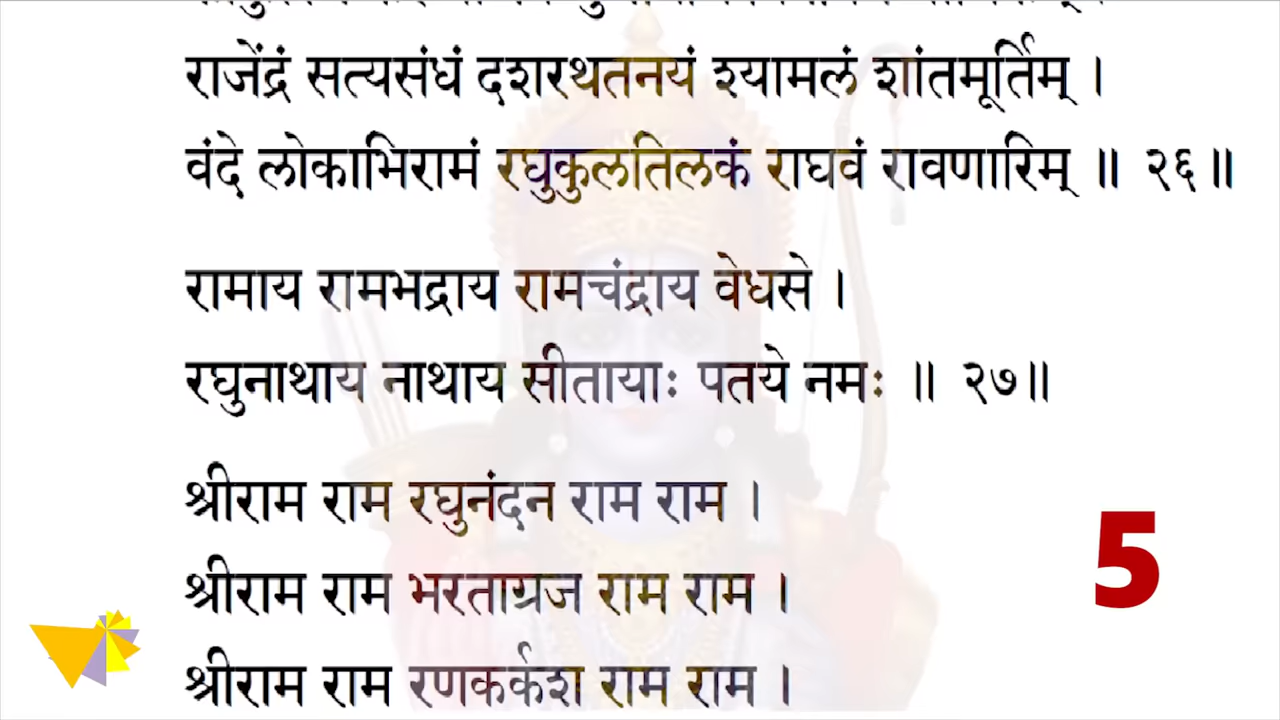 राजेंद्रं सत्यसंधं दशरथतनयं श्यामलं शांतमूर्तिम् ।
वंदे लोकाभिरामं रघुकुलतिलकं राघवं रावणारिम् ॥ २६॥
रामाय रामभद्राय रामचंद्राय वेधसे ।
रघुनाथाय नाथाय सीतायाः पतये नमः ॥ २७॥
श्रीराम राम रघुनंदन राम राम ।
श्रीराम राम भरताग्रज राम राम ।
श्रीराम राम रणकर्कश राम राम ।
5